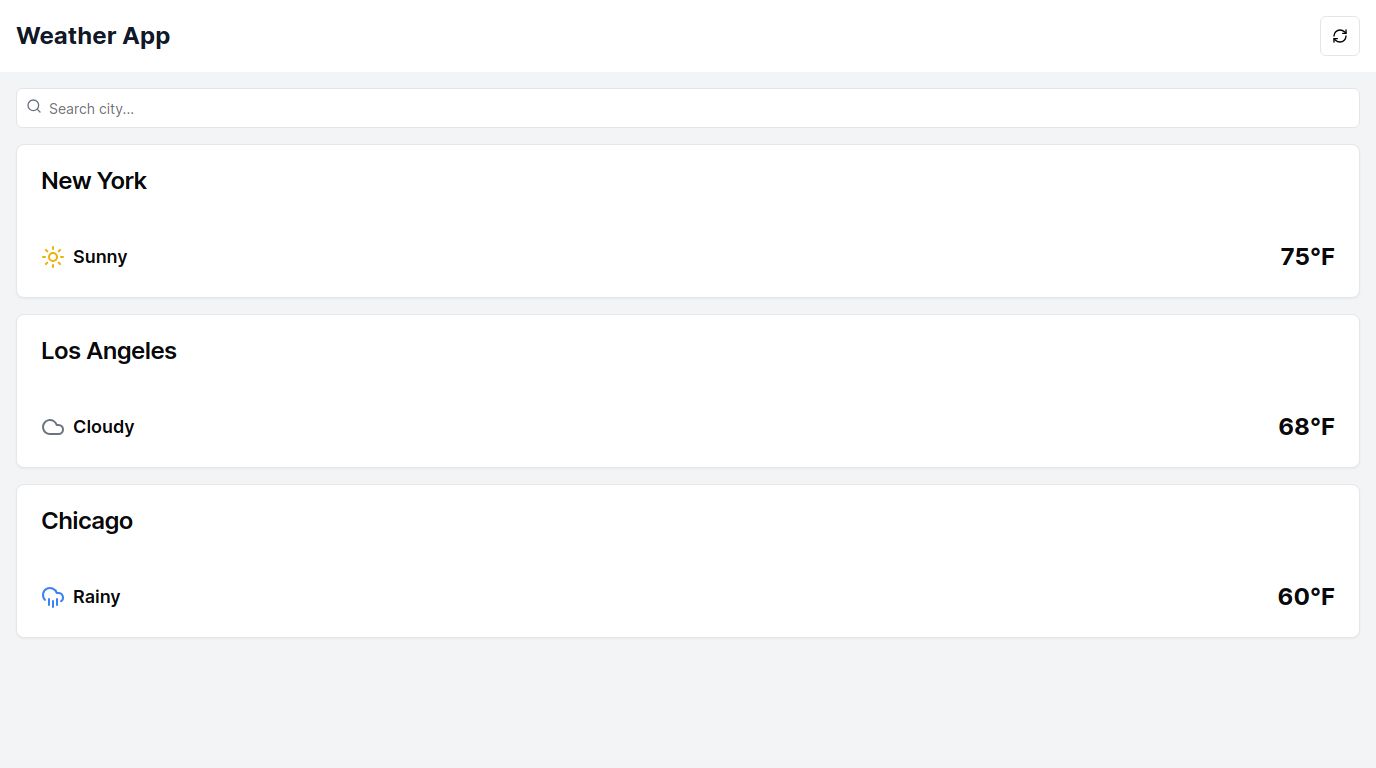 Weather App
Search city...
New York
Sunny
75°F
Los Angeles
Cloudy
68°F
Chicago
Rainy
60°F